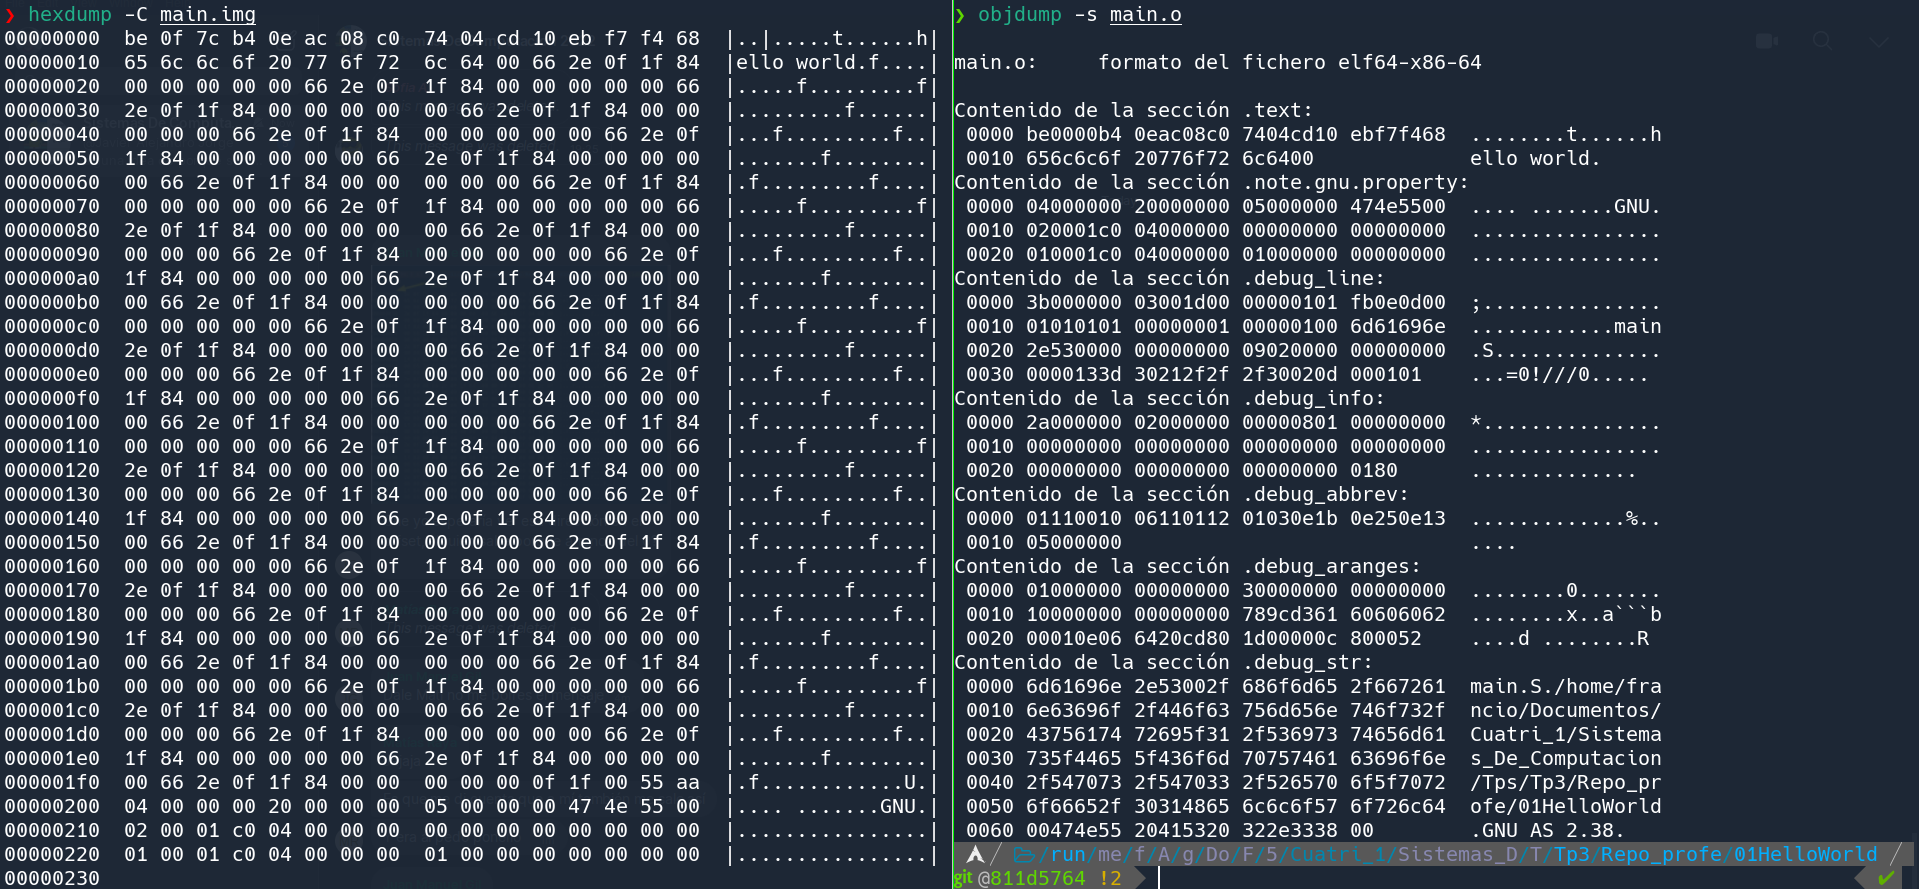 ❯ hexdump -C main.img
00000000  be 0f 7c b4 0e ac 08 c0  74 04 cd 10 eb f7 f4 68  |..|.....t......h|
00000010  65 6c 6c 6f 20 77 6f 72  6c 64 00 66 2e 0f 1f 84  |ello world.f....|
00000020  00 00 00 00 00 66 2e 0f  1f 84 00 00 00 00 00 66  |.....f.........f|
00000030  2e 0f 1f 84 00 00 00 00  00 66 2e 0f 1f 84 00 00  |.........f......|
00000040  00 00 00 66 2e 0f 1f 84  00 00 00 00 00 66 2e 0f  |...f.........f..|
00000050  1f 84 00 00 00 00 00 66  2e 0f 1f 84 00 00 00 00  |.......f........|
00000060  00 66 2e 0f 1f 84 00 00  00 00 00 66 2e 0f 1f 84  |.f.........f....|
00000070  00 00 00 00 00 66 2e 0f  1f 84 00 00 00 00 00 66  |.....f.........f|
00000080  2e 0f 1f 84 00 00 00 00  00 66 2e 0f 1f 84 00 00  |.........f......|
00000090  00 00 00 66 2e 0f 1f 84  00 00 00 00 00 66 2e 0f  |...f.........f..|
000000a0  1f 84 00 00 00 00 00 66  2e 0f 1f 84 00 00 00 00  |.......f........|
000000b0  00 66 2e 0f 1f 84 00 00  00 00 00 66 2e 0f 1f 84  |.f.........f....|
000000c0  00 00 00 00 00 66 2e 0f  1f 84 00 00 00 00 00 66  |.....f.........f|
000000d0  2e 0f 1f 84 00 00 00 00  00 66 2e 0f 1f 84 00 00  |.........f......|
000000e0  00 00 00 66 2e 0f 1f 84  00 00 00 00 00 66 2e 0f  |...f.........f..|
000000f0  1f 84 00 00 00 00 00 66  2e 0f 1f 84 00 00 00 00  |.......f........|
00000100  00 66 2e 0f 1f 84 00 00  00 00 00 66 2e 0f 1f 84  |.f.........f....|
00000110  00 00 00 00 00 66 2e 0f  1f 84 00 00 00 00 00 66  |.....f.........f|
00000120  2e 0f 1f 84 00 00 00 00  00 66 2e 0f 1f 84 00 00  |.........f......|
00000130  00 00 00 66 2e 0f 1f 84  00 00 00 00 00 66 2e 0f  |...f.........f..|
00000140  1f 84 00 00 00 00 00 66  2e 0f 1f 84 00 00 00 00  |.......f........|
00000150  00 66 2e 0f 1f 84 00 00  00 00 00 66 2e 0f 1f 84  |.f.........f....|
00000160  00 00 00 00 00 66 2e 0f  1f 84 00 00 00 00 00 66  |.....f.........f|
00000170  2e 0f 1f 84 00 00 00 00  00 66 2e 0f 1f 84 00 00  |.........f......|
00000180  00 00 00 66 2e 0f 1f 84  00 00 00 00 00 66 2e 0f  |...f.........f..|
00000190  1f 84 00 00 00 00 00 66  2e 0f 1f 84 00 00 00 00  |.......f........|
000001a0  00 66 2e 0f 1f 84 00 00  00 00 00 66 2e 0f 1f 84  |.f.........f....|
000001b0  00 00 00 00 00 66 2e 0f  1f 84 00 00 00 00 00 66  |.....f.........f|
000001c0  2e 0f 1f 84 00 00 00 00  00 66 2e 0f 1f 84 00 00  |.........f......|
000001d0  00 00 00 66 2e 0f 1f 84  00 00 00 00 00 66 2e 0f  |...f.........f..|
000001e0  1f 84 00 00 00 00 00 66  2e 0f 1f 84 00 00 00 00  |.......f........|
000001f0  00 66 2e 0f 1f 84 00 00  00 00 00 0f 1f 00 55 aa  |.f............U.|
00000200  04 00 00 00 20 00 00 00  05 00 00 00 47 4e 55 00  |.... .......GNU.|
00000210  02 00 01 c0 04 00 00 00  00 00 00 00 00 00 00 00  |................|
00000220  01 00 01 c0 04 00 00 00  01 00 00 00 00 00 00 00  |................|
00000230
❯ objdump -s main.o
main.o:     formato del fichero elf64-x86-64
Contenido de la sección .text:
 0000 be0000b4 0eac08c0 7404cd10 ebf7f468  ........t......h
 0010 656c6c6f 20776f72 6c6400             ello world.
Contenido de la sección .note.gnu.property:
 0000 04000000 20000000 05000000 474e5500  .... .......GNU.
 0010 020001c0 04000000 00000000 00000000  ................
 0020 010001c0 04000000 01000000 00000000  ................
Contenido de la sección .debug_line:
 0000 3b000000 03001d00 00000101 fb0e0d00  ;...............
 0010 01010101 00000001 00000100 6d61696e  ............main
 0020 2e530000 00000000 09020000 00000000  .S..............
 0030 0000133d 30212f2f 2f30020d 000101    ...=0!///0.....
Contenido de la sección .debug_info:
 0000 2a000000 02000000 00000801 00000000  *...............
 0010 00000000 00000000 00000000 00000000  ................
 0020 00000000 00000000 00000000 0180      ..............
Contenido de la sección .debug_abbrev:
 0000 01110010 06110112 01030e1b 0e250e13  .............%..
 0010 05000000                             ....
Contenido de la sección .debug_aranges:
 0000 01000000 00000000 30000000 00000000  ........0.......
 0010 10000000 00000000 789cd361 60606062  ........x..a```b
 0020 00010e06 6420cd80 1d00000c 800052    ....d ........R
Contenido de la sección .debug_str:
 0000 6d61696e 2e53002f 686f6d65 2f667261  main.S./home/fra
 0010 6e63696f 2f446f63 756d656e 746f732f  ncio/Documentos/
 0020 43756174 72695f31 2f536973 74656d61  Cuatri_1/Sistema
 0030 735f4465 5f436f6d 70757461 63696f6e  s_De_Computacion
 0040 2f547073 2f547033 2f526570 6f5f7072  /Tps/Tp3/Repo_pr
 0050 6f66652f 30314865 6c6c6f57 6f726c64  ofe/01HelloWorld
 0060 00474e55 20415320 322e3338 00        .GNU AS 2.38.
/run/me/f/A/g/Do/F/5/Cuatri_1/Sistemas_D/T/Tp3/Repo_profe/01HelloWorld
git @811d5764 !2 ✔